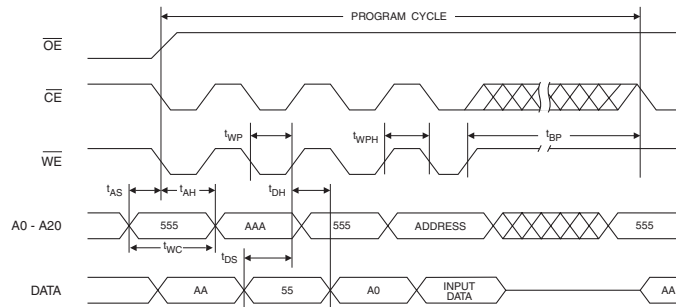 PROGRAM CYCLE
OE
CE
tWP
tWPH
tBP
WE
tAS
tAH
tDH
A0 - A20
555
AAA
555
ADDRESS
555
tWC
tDS
DATA
AA
55
A0
INPUT
DATA
AA